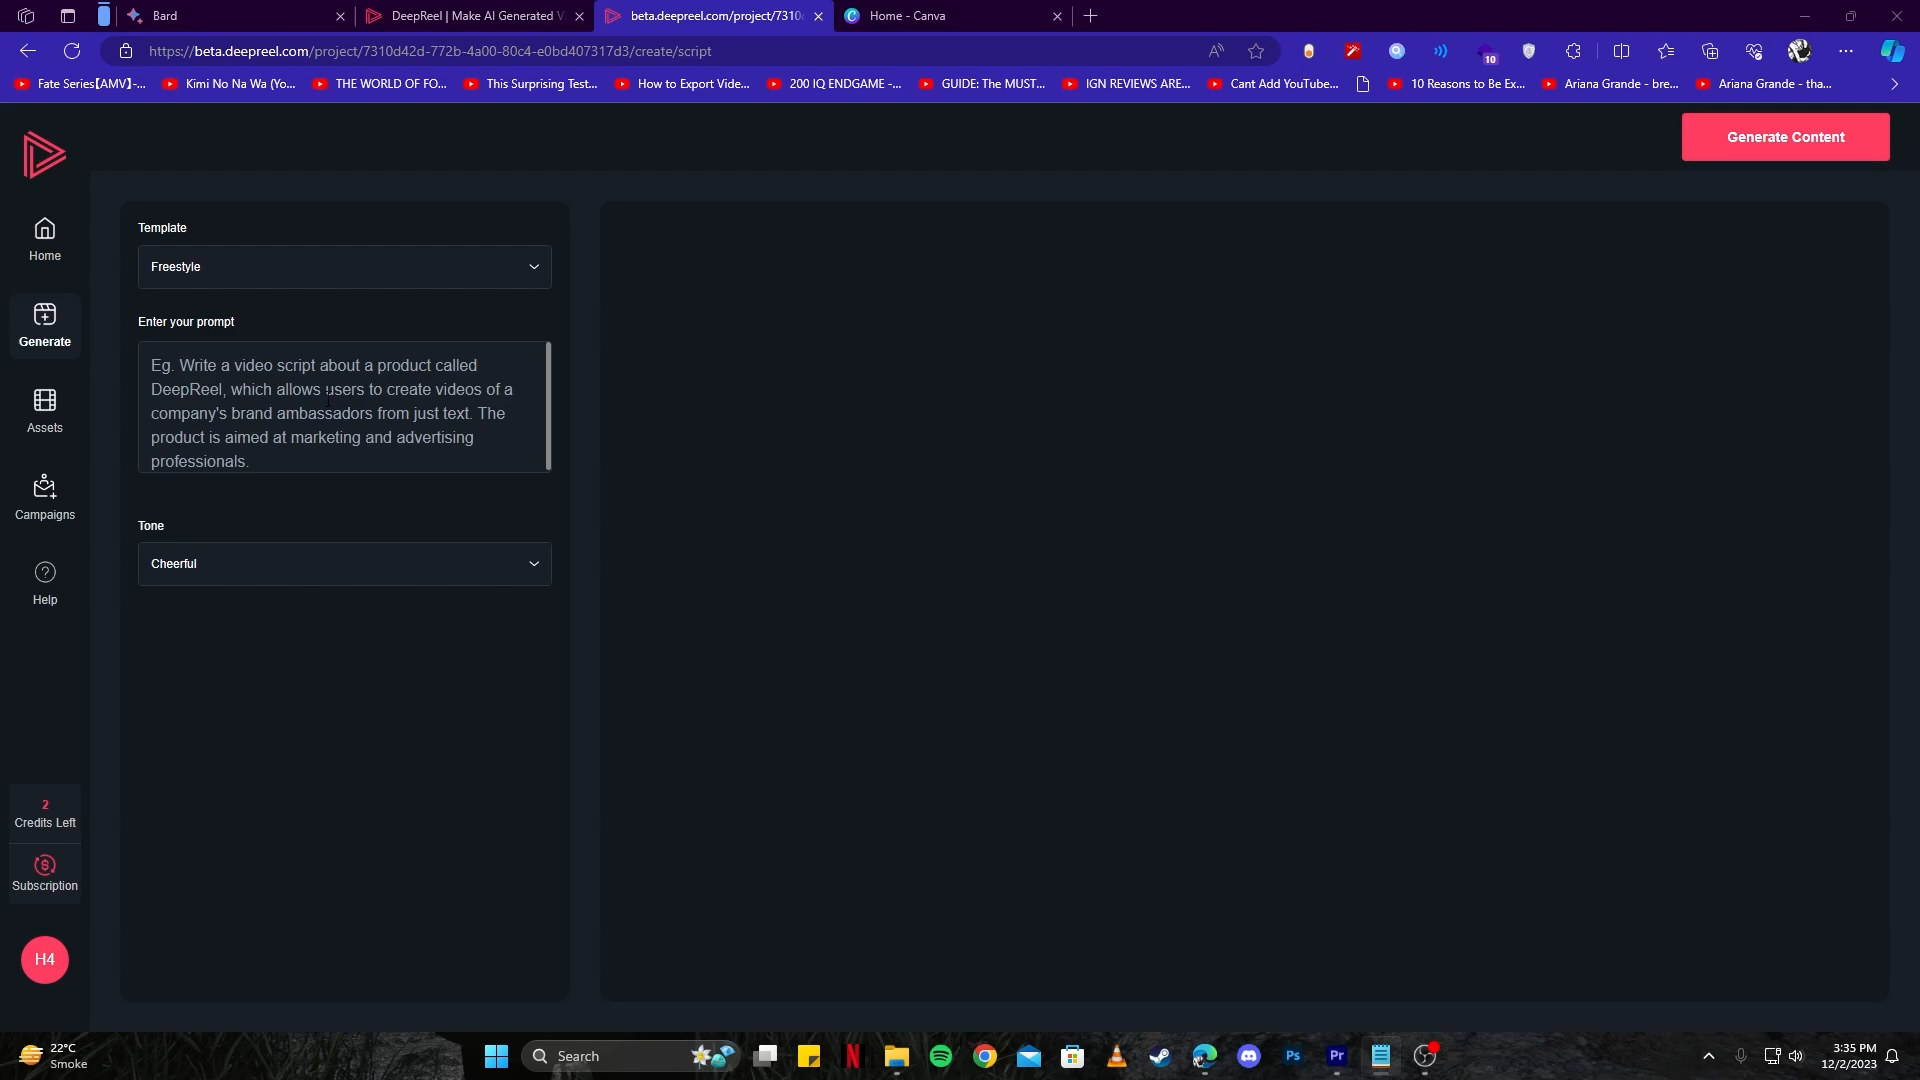 Bard
DeepReel | Make AI Generated V
beta.deepreel.com/project/7310
Home - Canva
https://beta.deepreel.com/project/7310d42d-772b-4a00-80c4-e0bd407317d3/create/script
10
Fate Series【AMV】-...
Kimi No Na Wa (Yo...
THE WORLD OF FO...
This Surprising Test...
How to Export Vide...
200 IQ ENDGAME -...
GUIDE: The MUST...
IGN REVIEWS ARE...
Cant Add YouTube...
10 Reasons to Be Ex...
Ariana Grande - bre...
Ariana Grande - tha...
Generate Content
Home
Generate
Assets
Campaigns
Help
2
Credits Left
Subscription
H4
Template
Freestyle
Enter your prompt
Eg. Write a video script about a product called
DeepReel, which allows users to create videos of a
company's brand ambassadors from just text. The
product is aimed at marketing and advertising
professionals.
Tone
Cheerful
22°C
Smoke
Search
Ps
Pr
3:35 PM
12/2/2023